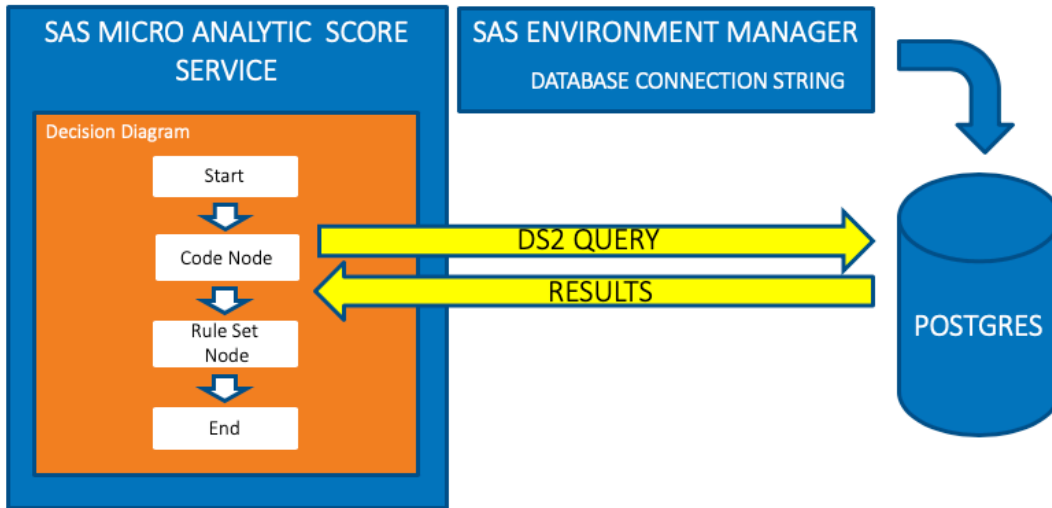 SAS MICRO ANALYTIC SCORE
SERVICE
Decision Diagram
Start
Code Node
Rule Set
Node
End
SAS ENVIRONMENT MANAGER
DATABASE CONNECTION STRING
DS2 QUERY
RESULTS
POSTGRES